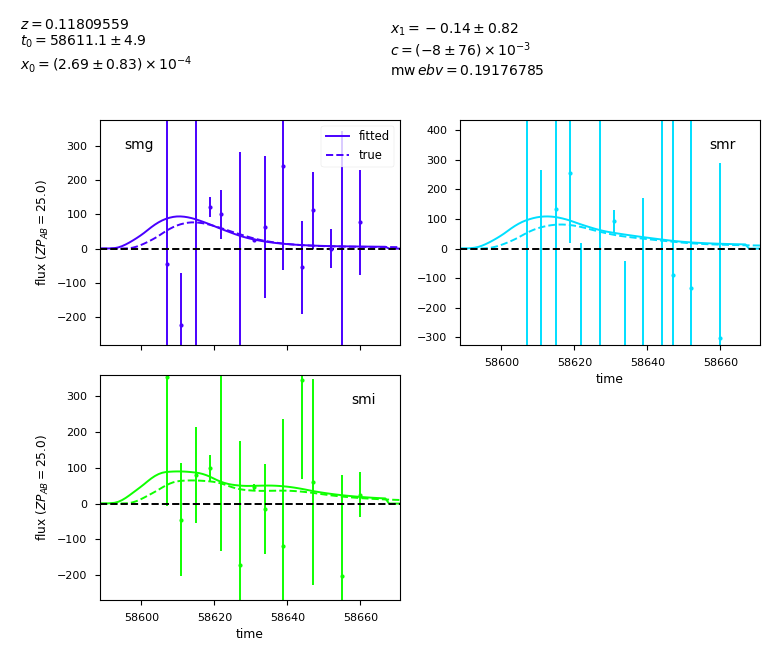 z = 0.11809559
t₀ = 58611.1 ± 4.9
x₀ = (2.69 ± 0.83) × 10⁻⁴
x₁ = −0.14 ± 0.82
c = (−8 ± 76) × 10⁻³
mw ebv = 0.19176785
smg
fitted
true
300
200
100
0
−100
−200
flux (ZP_AB = 25.0)
smr
400
300
200
100
0
−100
−200
−300
58600 58620 58640 58660
time
smi
300
200
100
0
−100
−200
flux (ZP_AB = 25.0)
58600 58620 58640 58660
time